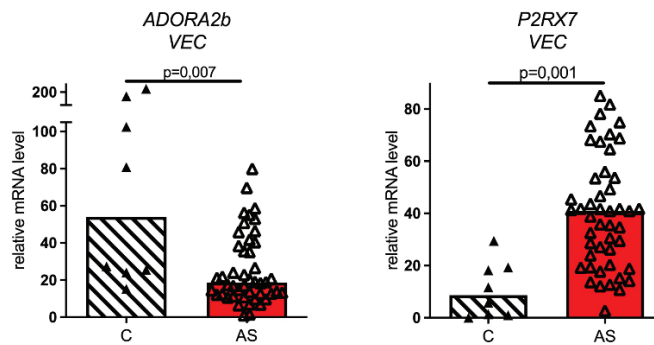 ADORA2b
VEC
p=0,007
relative mRNA level
200
100
80
60
40
20
0
C
AS
P2RX7
VEC
p=0,001
relative mRNA level
80
60
40
20
0
C
AS